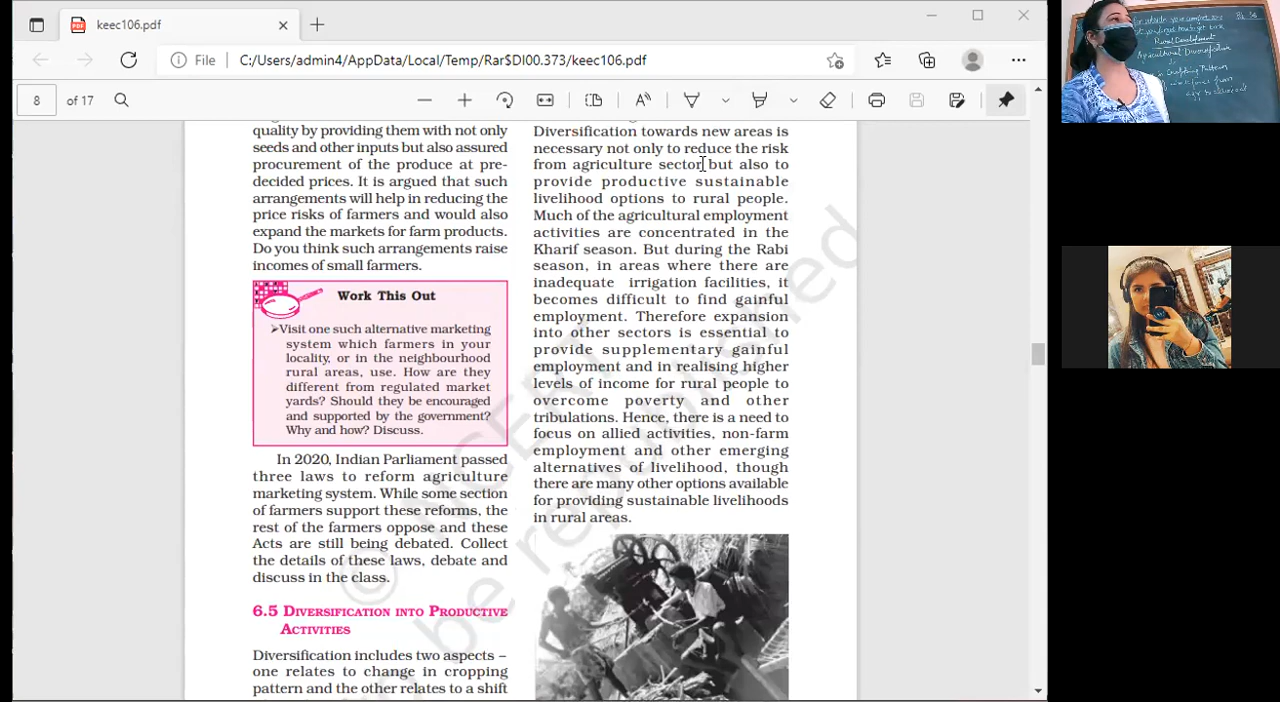 keec106.pdf
File
C:/Users/admin4/AppData/Local/Temp/Rar$DI00.373/keec106.pdf
8 of 17
quality by providing them with not only
seeds and other inputs but also assured
procurement of the produce at pre-
decided prices. It is argued that such
arrangements will help in reducing the
price risks of farmers and would also
expand the markets for farm products.
Do you think such arrangements raise
incomes of small farmers.
Work This Out
➤Visit one such alternative marketing
system which farmers in your
locality, or in the neighbourhood
rural areas, use. How are they
different from regulated market
yards? Should they be encouraged
and supported by the government?
Why and how? Discuss.
In 2020, Indian Parliament passed
three laws to reform agriculture
marketing system. While some section
of farmers support these reforms, the
rest of the farmers oppose and these
Acts are still being debated. Collect
the details of these laws, debate and
discuss in the class.
6.5 DIVERSIFICATION INTO PRODUCTIVE
ACTIVITIES
Diversification includes two aspects –
one relates to change in cropping
pattern and the other relates to a shift
Diversification towards new areas is
necessary not only to reduce the risk
from agriculture sector but also to
provide productive sustainable
livelihood options to rural people.
Much of the agricultural employment
activities are concentrated in the
Kharif season. But during the Rabi
season, in areas where there are
inadequate irrigation facilities, it
becomes difficult to find gainful
employment. Therefore expansion
into other sectors is essential to
provide supplementary gainful
employment and in realising higher
levels of income for rural people to
overcome poverty and other
tribulations. Hence, there is a need to
focus on allied activities, non-farm
employment and other emerging
alternatives of livelihood, though
there are many other options available
for providing sustainable livelihoods
in rural areas.
© NCERT
be republished
Rural Development
Agricultural Diversification
in Cropping Pattern